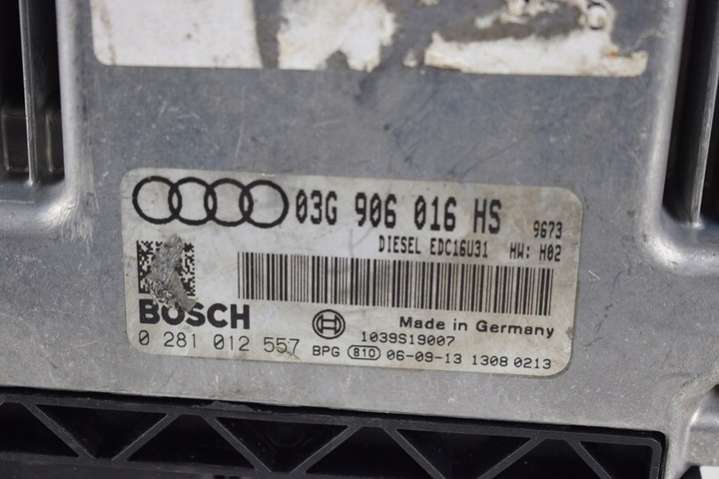 03G 906 016 HS 9673
DIESEL EDC16U31 HW: H02
BOSCH
Made in Germany
0 281 012 557
1039S19007
BPG 810 06-09-13 1308 0213